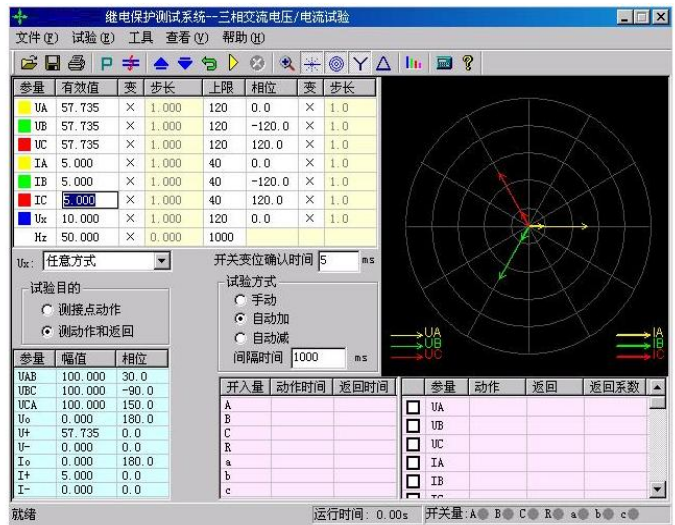 继电保护测试系统--三相交流电压/电流试验
文件(F) 试验(E) 工具 查看(V) 帮助(H)
参量 有效值 变 步长 上限 相位 变 步长
UA 57.735 × 1.000 120 0.0 × 1.0
UB 57.735 × 1.000 120 -120.0 × 1.0
UC 57.735 × 1.000 120 120.0 × 1.0
IA 5.000 × 1.000 40 0.0 × 1.0
IB 5.000 × 1.000 40 -120.0 × 1.0
IC 5.000 × 1.000 40 120.0 × 1.0
Ux 10.000 × 1.000 120 0.0 × 1.0
Hz 50.000 × 0.000 1000
Ux: 任意方式
开关变位确认时间 5 ms
试验目的
测接点动作
测动作和返回
试验方式
手动
自动加
自动减
间隔时间 1000 ms
UA
UB
UC
IA
IB
IC
参量 幅值 相位
UAB 100.000 30.0
UBC 100.000 -90.0
UCA 100.000 150.0
Uo 0.000 180.0
U+ 57.735 0.0
U- 0.000 0.0
Io 0.000 180.0
I+ 5.000 0.0
I- 0.000 0.0
开入量 动作时间 返回时间
A
B
C
R
a
b
c
参量 动作 返回 返回系数
UA
UB
UC
IA
IB
就绪 运行时间: 0.00s 开关量:A B C R a b c